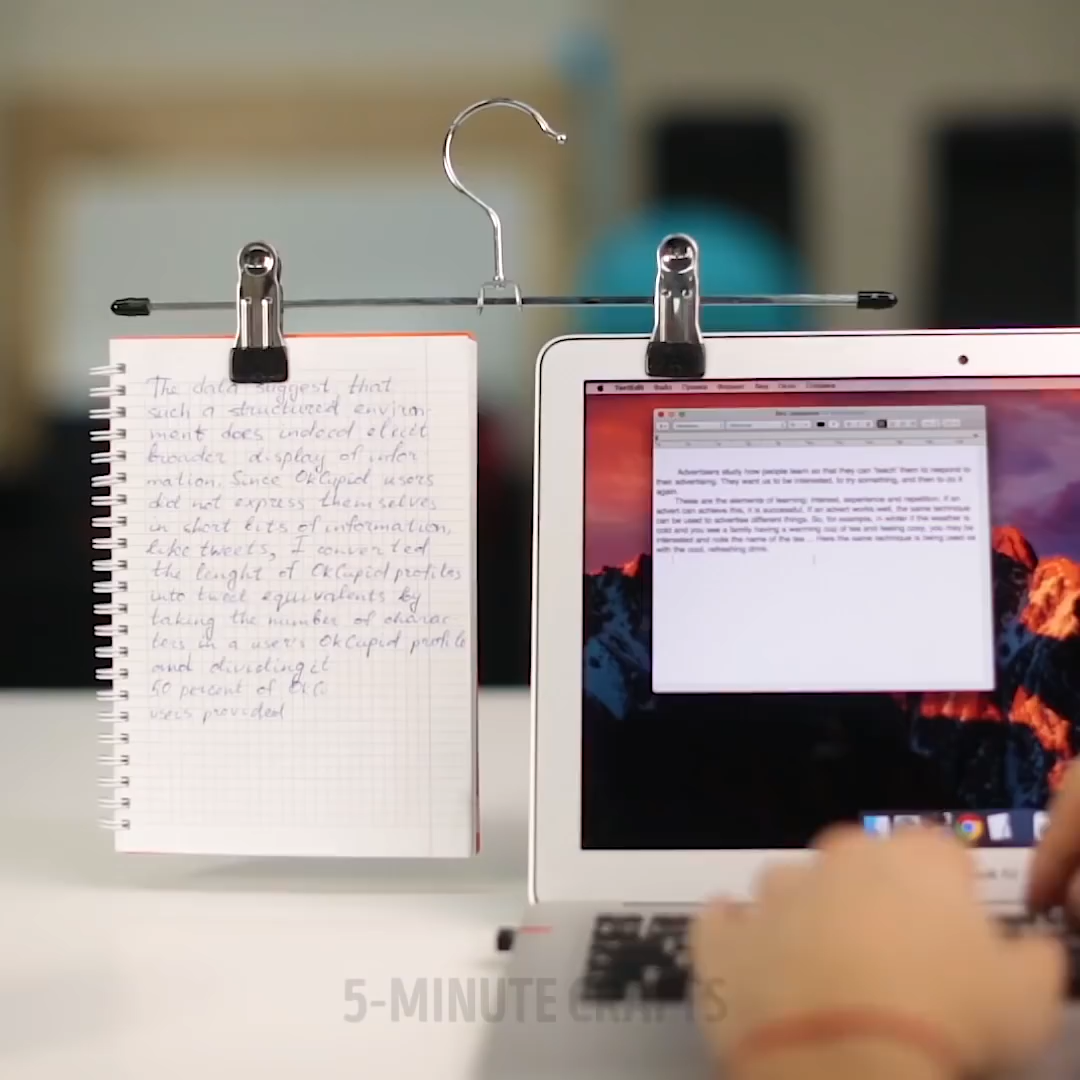 The data suggest that
such a structured environ-
ment does indeed elicit
broader display of infor
mation. Since OkCupid users
did not express themselves
in short bits of information,
like tweets, I converted
the lenght of OkCupid profiles
into tweet equivalents by
taking the number of charac
ters in a user's OkCupid profile
and dividing it
50 percent of OkC
users provided
TextEdit Файл Правка Формат Вид Окно Справка
Advertisers study how people learn so that they can 'teach' them to respond to
their advertising. They want us to be interested, to try something, and then to do it
again.
These are the elements of learning: interest, experience and repetition. If an
advert can achieve this, it is successful. If an advert works well, the same technique
can be used to advertise different things. So, for example, in winter if the weather is
cold and you see a family having a warming cup of tea and feeling cosy, you may be
interested and note the name of the tea ... Here the same technique is being used as
with the cool, refreshing drink.
5-MINUTE CRAFTS